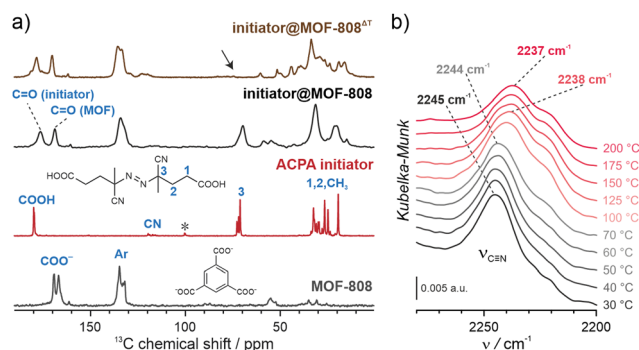 a)
initiator@MOF-808ΔT
C=O (initiator)
C=O (MOF)
initiator@MOF-808
HOOC
CN
N
N
3
1
2
CN
COOH
ACPA initiator
COOH
CN
*
3
1,2,CH3
COO⁻
Ar
COO⁻
⁻OOC
COO⁻
MOF-808
150
100
50
0
13C chemical shift / ppm
b)
Kubelka-Munk
2244 cm-1
2245 cm-1
2237 cm-1
2238 cm-1
200 °C
175 °C
150 °C
125 °C
100 °C
70 °C
60 °C
50 °C
40 °C
30 °C
νC≡N
0.005 a.u.
2250
2200
ν / cm-1